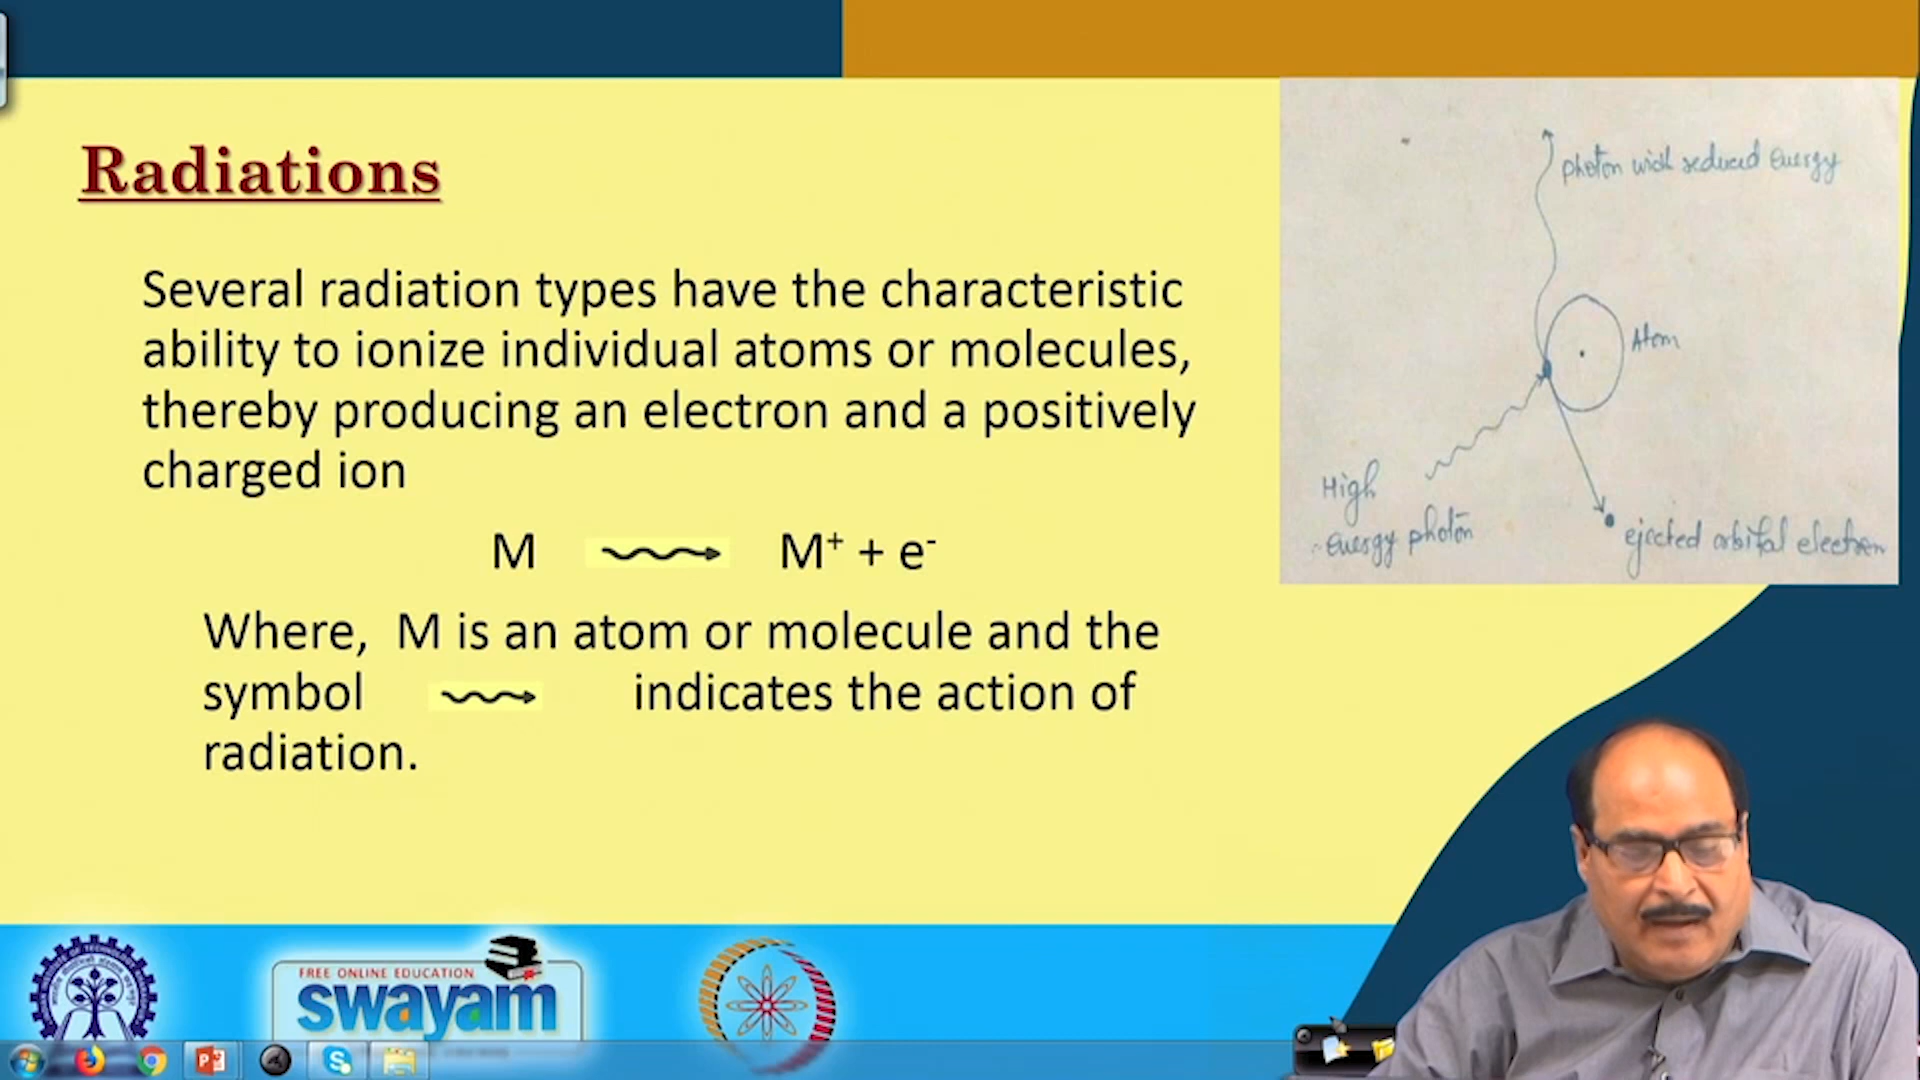 Radiations
Several radiation types have the characteristic
ability to ionize individual atoms or molecules,
thereby producing an electron and a positively
charged ion
M M⁺ + e⁻
Where, M is an atom or molecule and the
symbol indicates the action of
radiation.
photon with reduced energy
Atom
High
energy photon
ejected orbital electron
FREE ONLINE EDUCATION
swayam